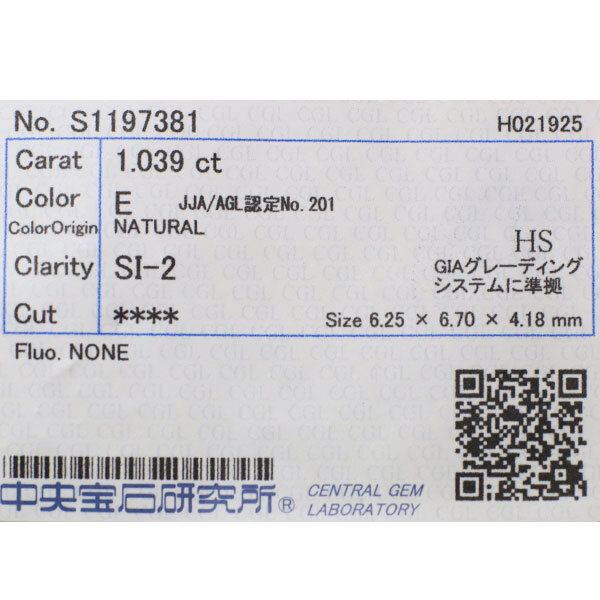 No. S1197381 H021925
Carat 1.039 ct
Color E JJA/AGL認定No.201
ColorOrigin NATURAL
HS
Clarity SI-2 GIAグレーディング
システムに準拠
Cut **** Size 6.25 × 6.70 × 4.18 mm
Fluo. NONE
中央宝石研究所® CENTRAL GEM
LABORATORY